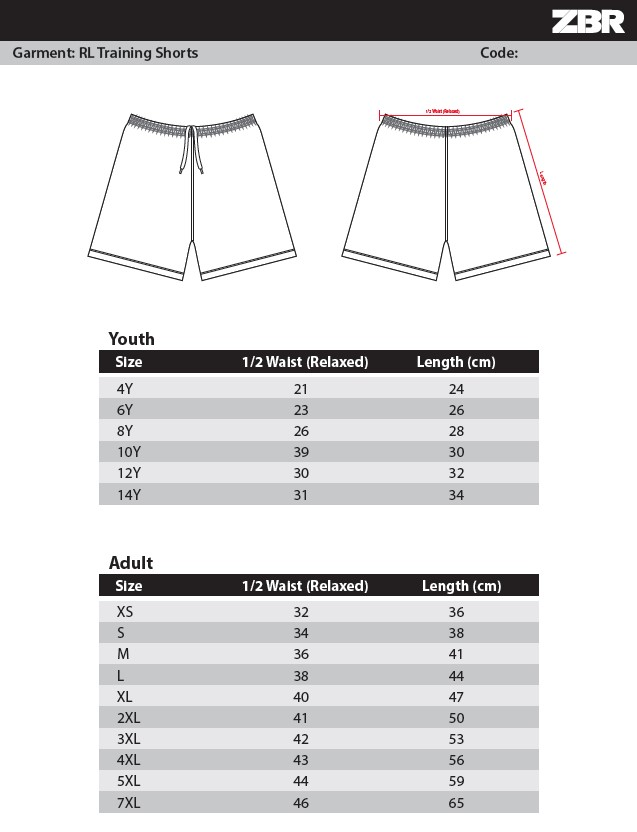 ZBR
Garment: RL Training Shorts Code:
1/2 Waist (Relaxed)
Length
Youth
Size 1/2 Waist (Relaxed) Length (cm)
4Y 21 24
6Y 23 26
8Y 26 28
10Y 39 30
12Y 30 32
14Y 31 34
Adult
Size 1/2 Waist (Relaxed) Length (cm)
XS 32 36
S 34 38
M 36 41
L 38 44
XL 40 47
2XL 41 50
3XL 42 53
4XL 43 56
5XL 44 59
7XL 46 65